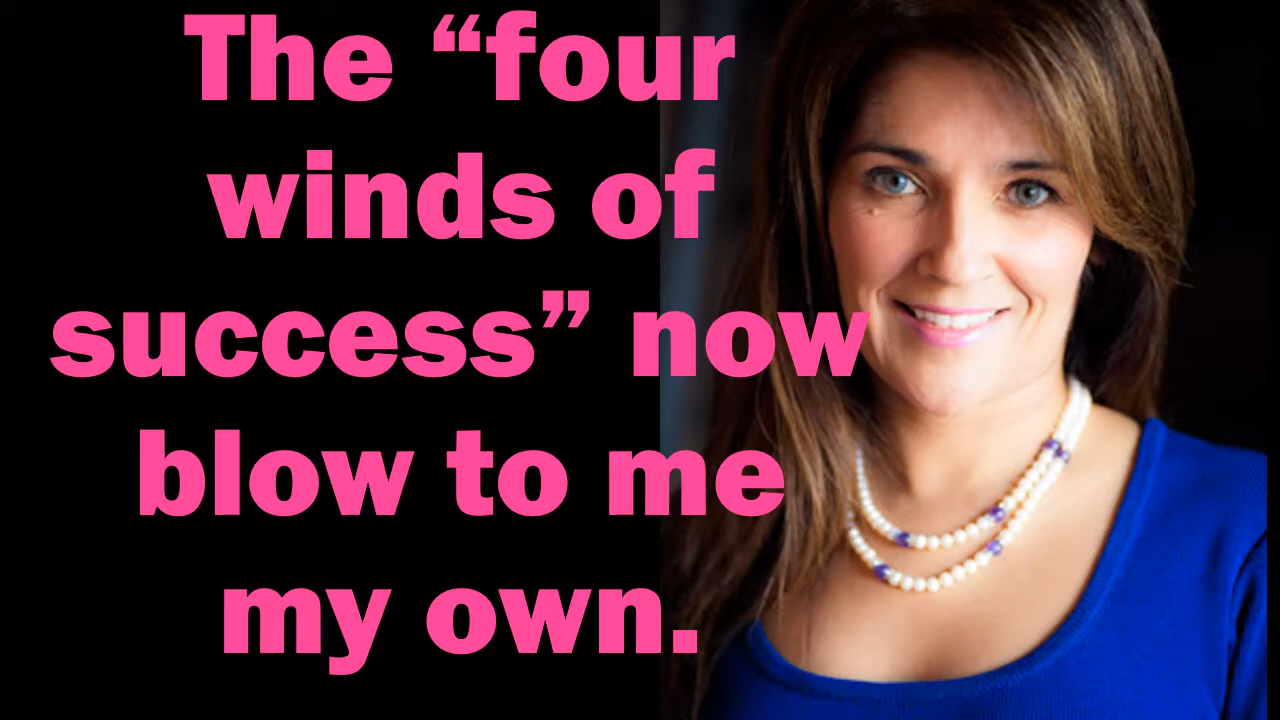 The “four
winds of
success” now
blow to me
my own.